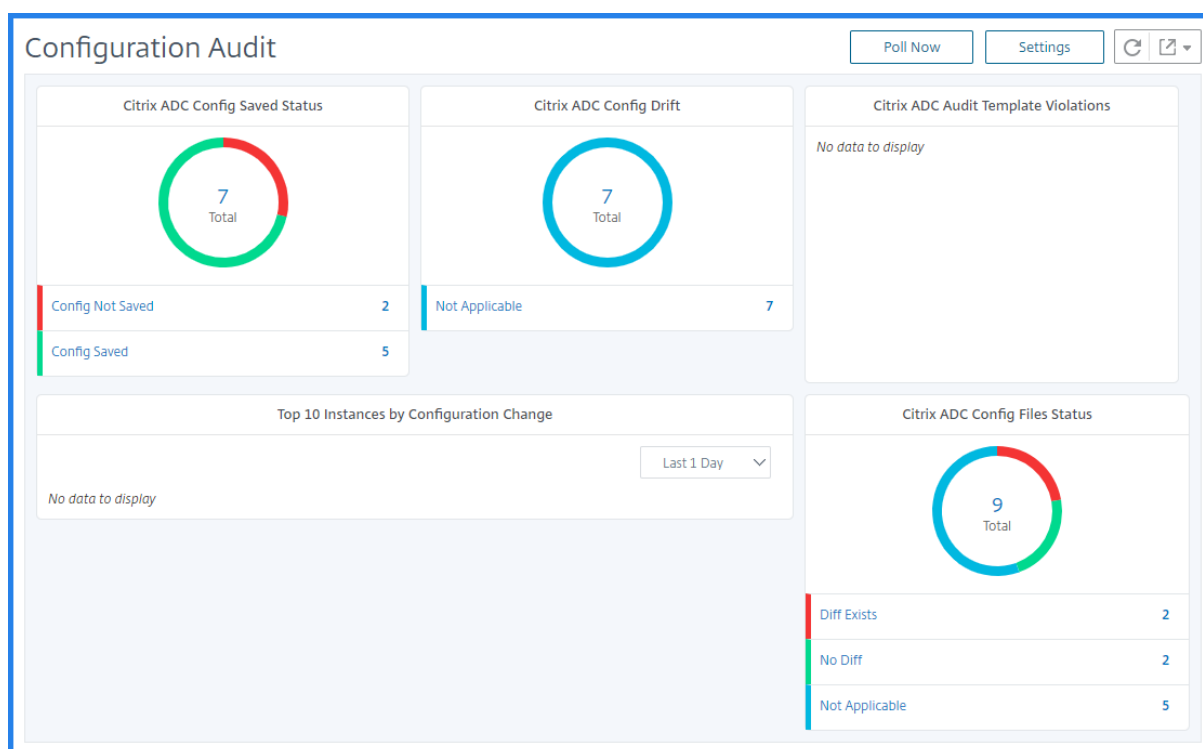 Configuration Audit
Poll Now
Settings
Citrix ADC Config Saved Status
7
Total
Config Not Saved 2
Config Saved 5
Citrix ADC Config Drift
7
Total
Not Applicable 7
Citrix ADC Audit Template Violations
No data to display
Top 10 Instances by Configuration Change
Last 1 Day
No data to display
Citrix ADC Config Files Status
9
Total
Diff Exists 2
No Diff 2
Not Applicable 5